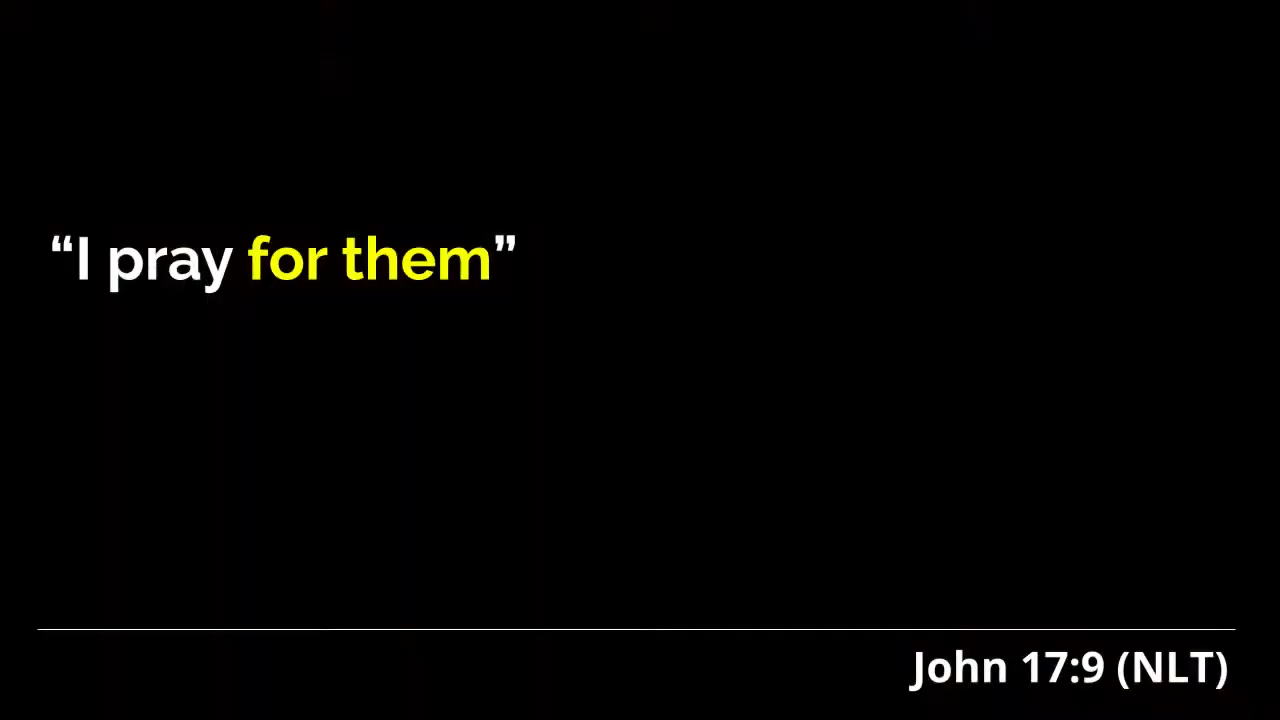 “I pray for them”
John 17:9 (NLT)